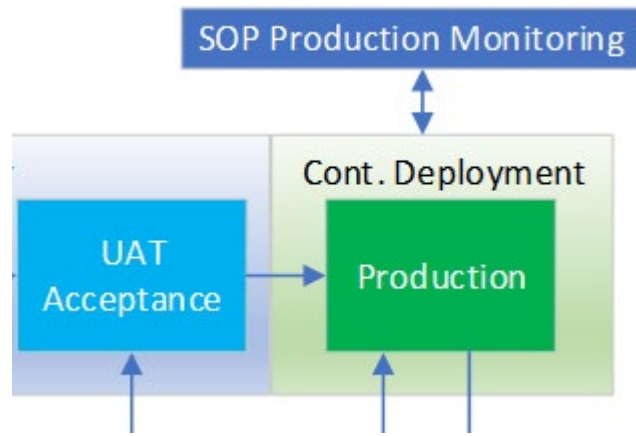 SOP Production Monitoring
Cont. Deployment
UAT
Acceptance
Production